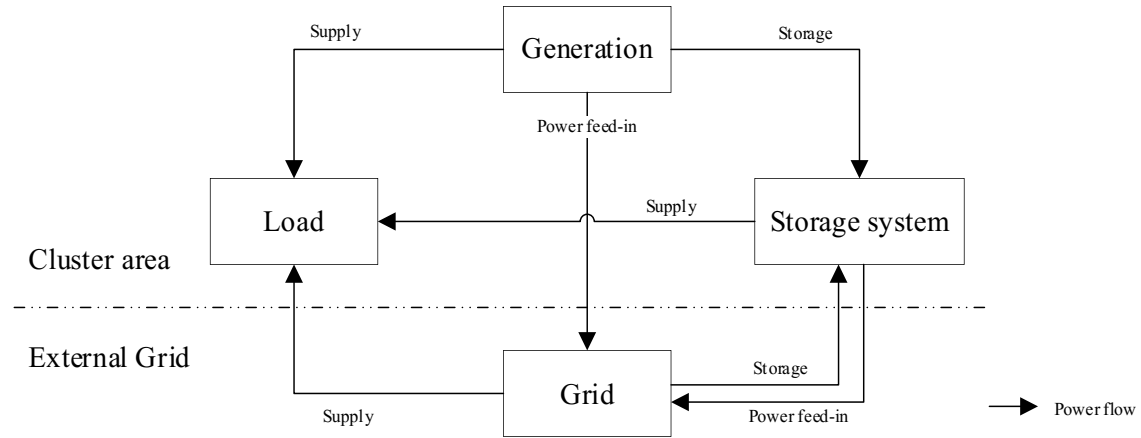 Supply
Generation
Storage
Power feed-in
Load
Supply
Storage system
Cluster area
External Grid
Grid
Storage
Supply
Power feed-in
Power flow